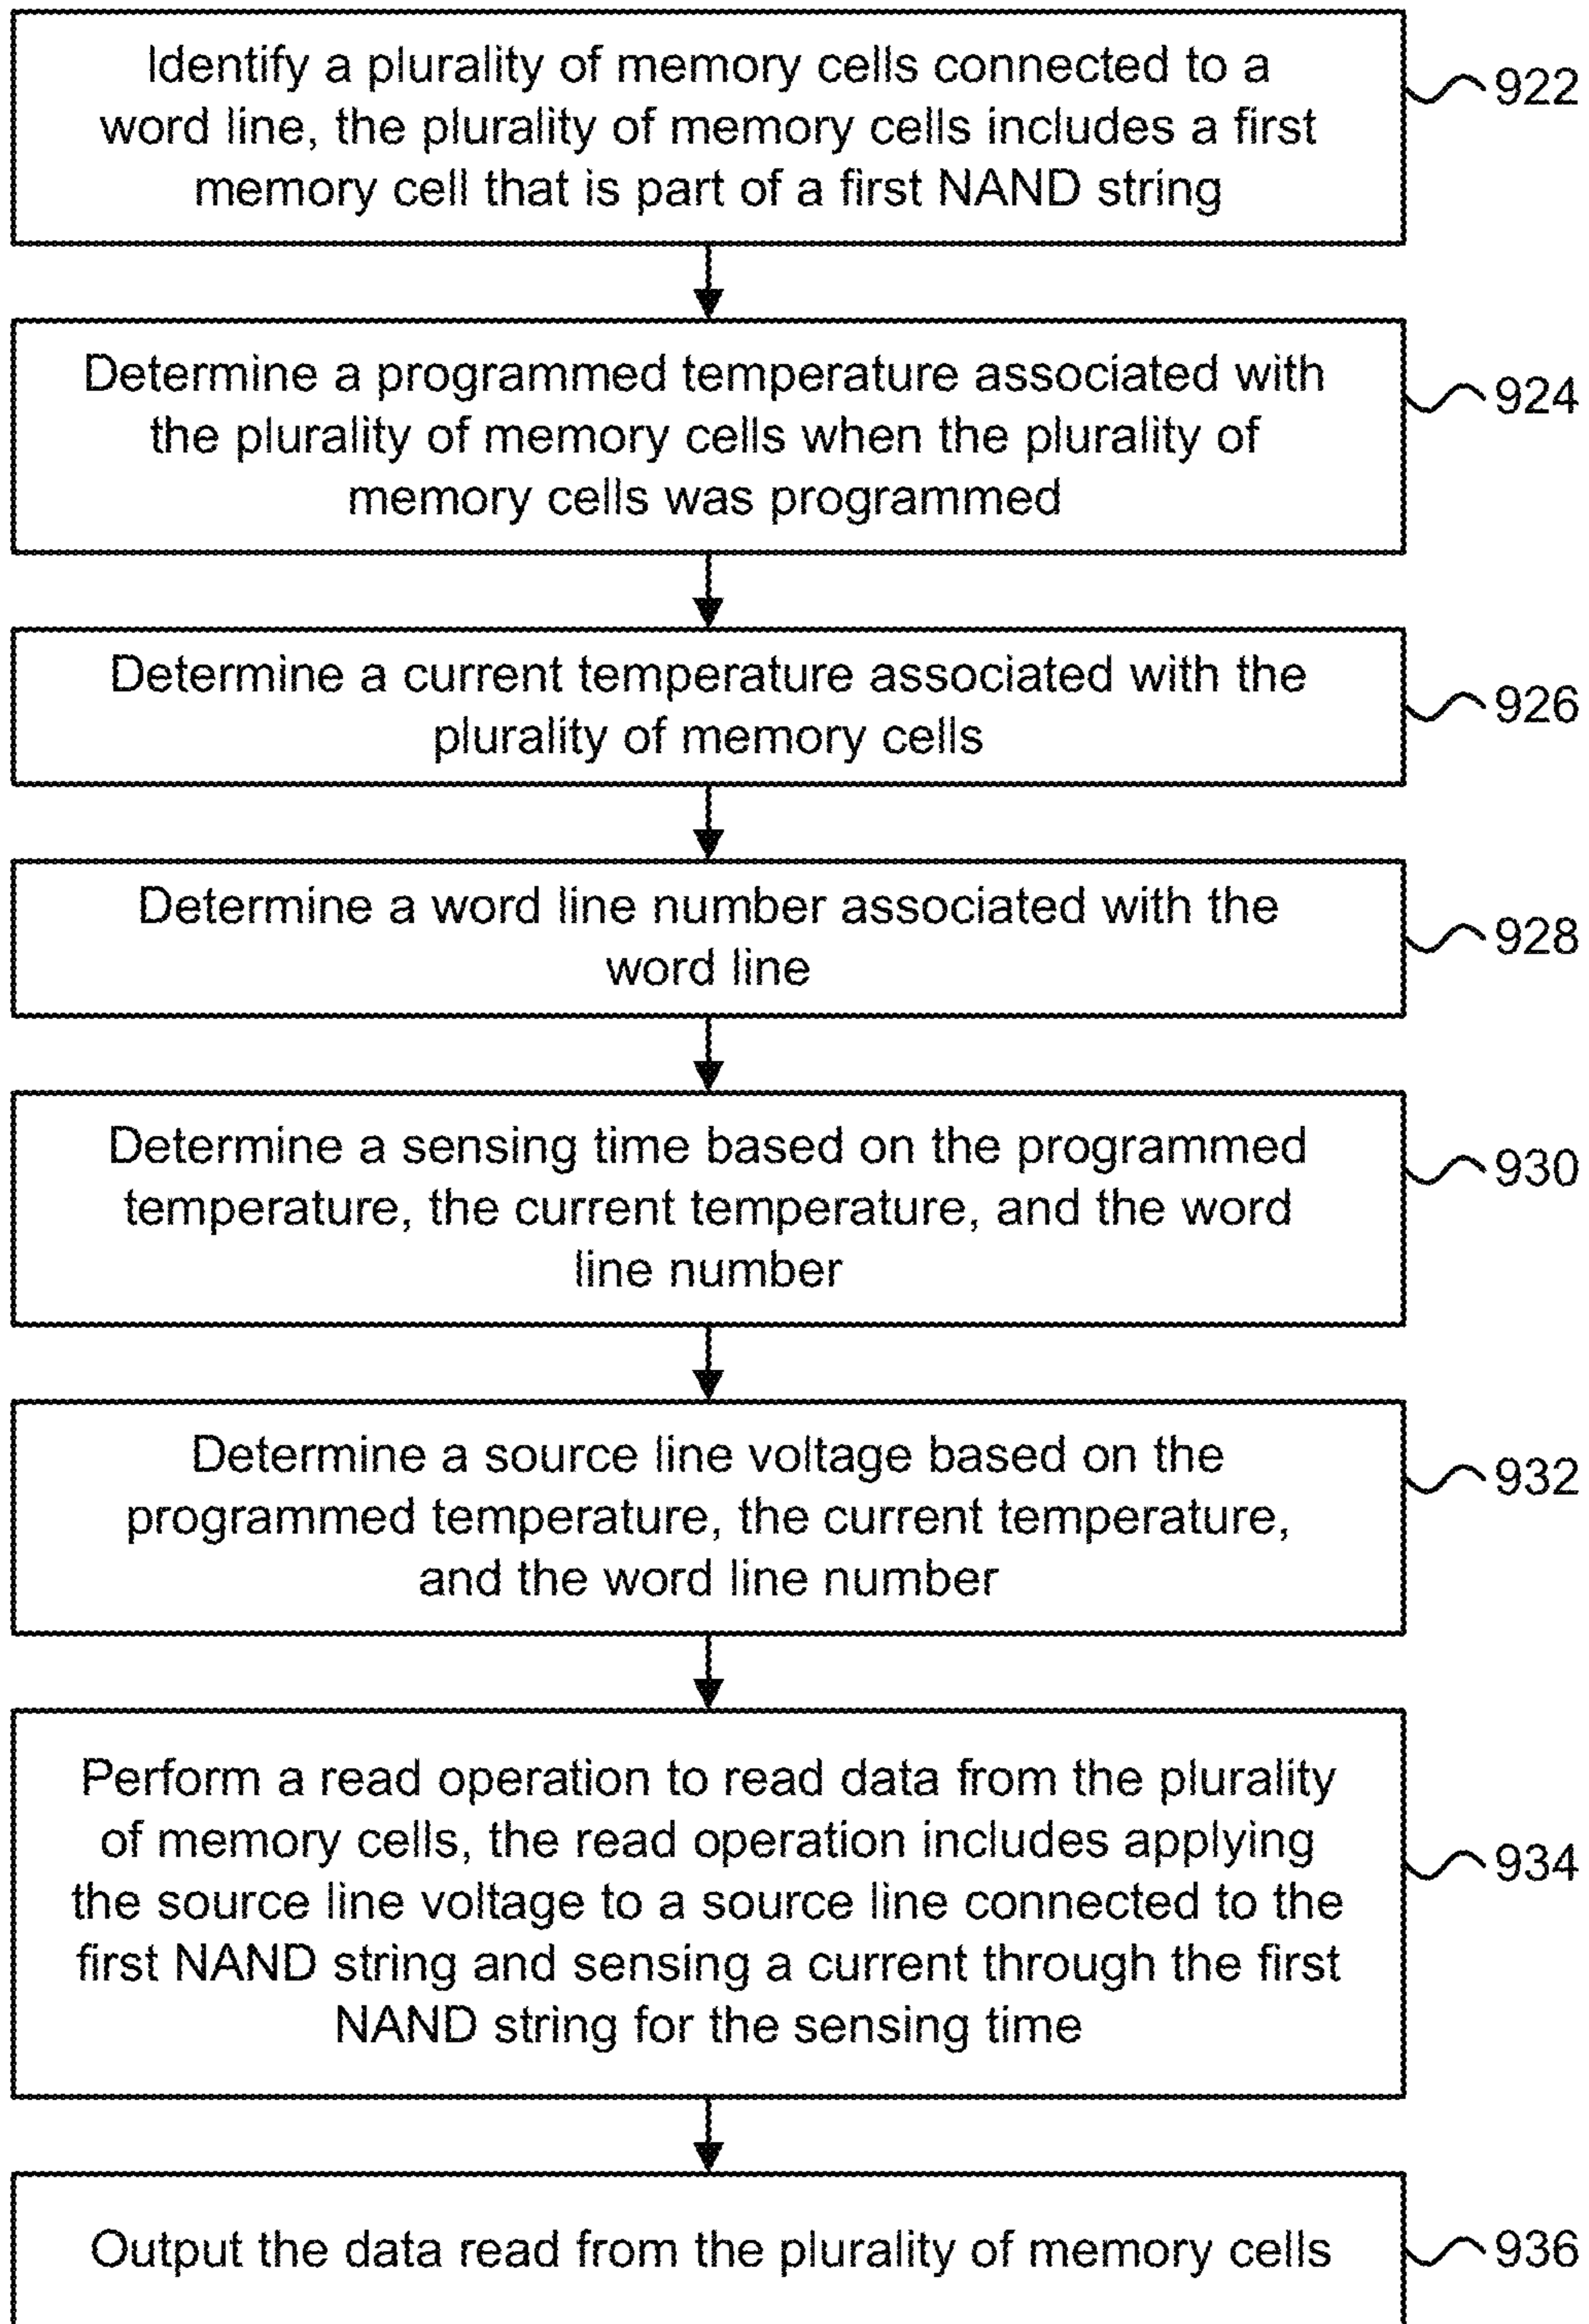 Identify a plurality of memory cells connected to a
word line, the plurality of memory cells includes a first
memory cell that is part of a first NAND string
922
Determine a programmed temperature associated with
the plurality of memory cells when the plurality of
memory cells was programmed
924
Determine a current temperature associated with the
plurality of memory cells
926
Determine a word line number associated with the
word line
928
Determine a sensing time based on the programmed
temperature, the current temperature, and the word
line number
930
Determine a source line voltage based on the
programmed temperature, the current temperature,
and the word line number
932
Perform a read operation to read data from the plurality
of memory cells, the read operation includes applying
the source line voltage to a source line connected to the
first NAND string and sensing a current through the first
NAND string for the sensing time
934
Output the data read from the plurality of memory cells
936